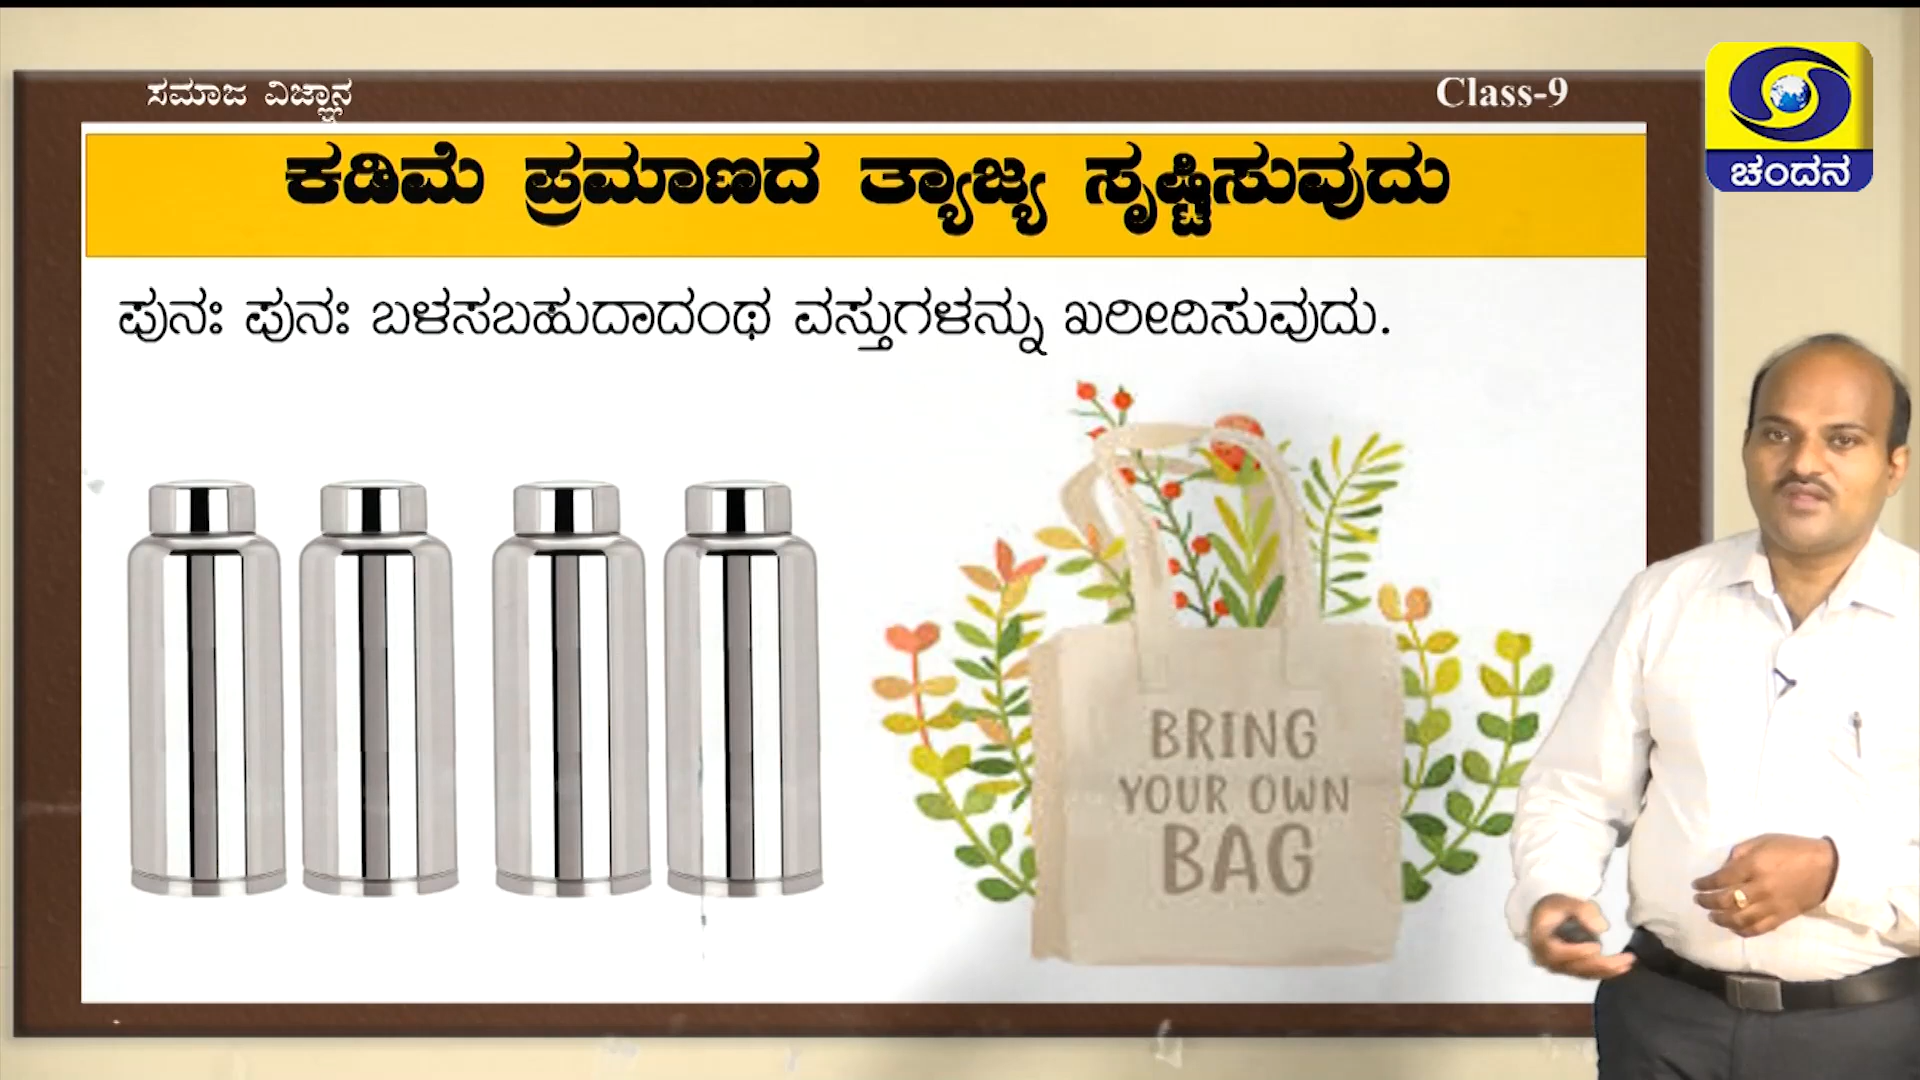 ಸಮಾಜ ವಿಜ್ಞಾನ
Class-9
ಚಂದನ
ಕಡಿಮೆ ಪ್ರಮಾಣದ ತ್ಯಾಜ್ಯ ಸೃಷ್ಟಿಸುವುದು
ಪುನಃ ಪುನಃ ಬಳಸಬಹುದಾದಂಥ ವಸ್ತುಗಳನ್ನು ಖರೀದಿಸುವುದು.
BRING
YOUR OWN
BAG